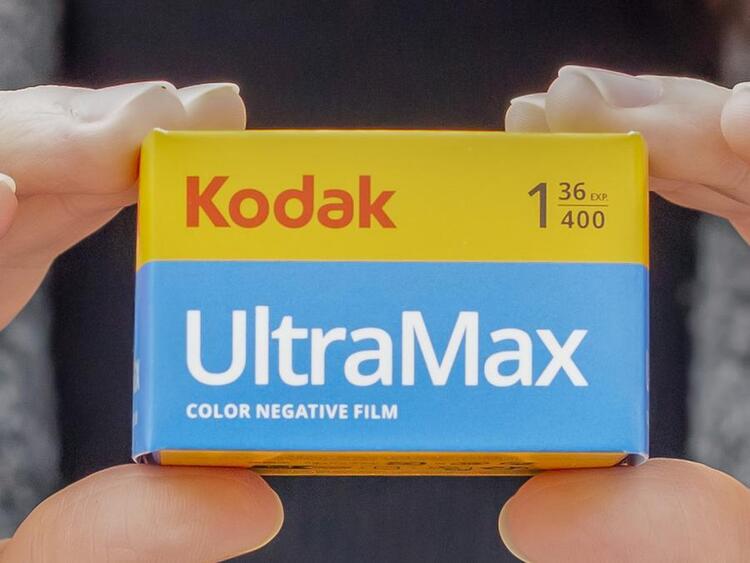 Kodak
1 36 EXP.
400
UltraMax
COLOR NEGATIVE FILM